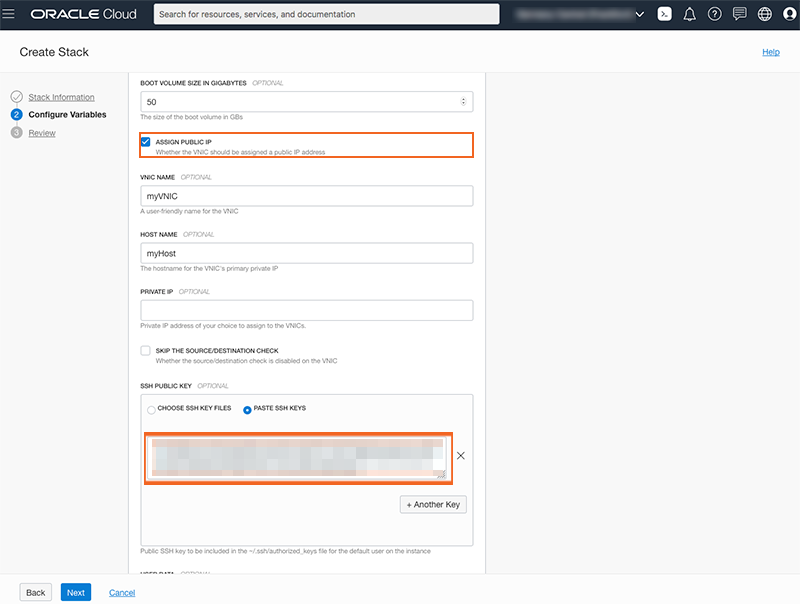 ORACLE Cloud
Search for resources, services, and documentation
Create Stack
Help
Stack Information
2 Configure Variables
3 Review
BOOT VOLUME SIZE IN GIGABYTES OPTIONAL
50
The size of the boot volume in GBs
ASSIGN PUBLIC IP
Whether the VNIC should be assigned a public IP address
VNIC NAME OPTIONAL
myVNIC
A user-friendly name for the VNIC
HOST NAME OPTIONAL
myHost
The hostname for the VNIC's primary private IP
PRIVATE IP OPTIONAL
Private IP address of your choice to assign to the VNICs.
SKIP THE SOURCE/DESTINATION CHECK
Whether the source/destination check is disabled on the VNIC
SSH PUBLIC KEY OPTIONAL
CHOOSE SSH KEY FILES PASTE SSH KEYS
+ Another Key
Public SSH key to be included in the ~/.ssh/authorized_keys file for the default user on the instance
USER DATA OPTIONAL
Back Next Cancel